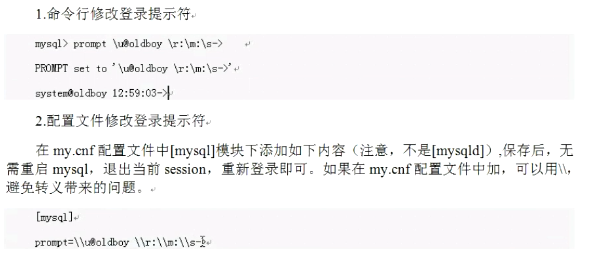 1.命令行修改登录提示符
mysql> prompt \u@oldboy \r:\m:\s->
PROMPT set to '\u@oldboy \r:\m:\s->'
system@oldboy 12:59:03->
2.配置文件修改登录提示符
在 my.cnf 配置文件中[mysql]模块下添加如下内容（注意，不是[mysqld]）,保存后，无
需重启 mysql，退出当前 session，重新登录即可。如果在 my.cnf 配置文件中加，可以用\\，
避免转义带来的问题。
[mysql]
prompt=\\u@oldboy \\r:\\m:\\s->